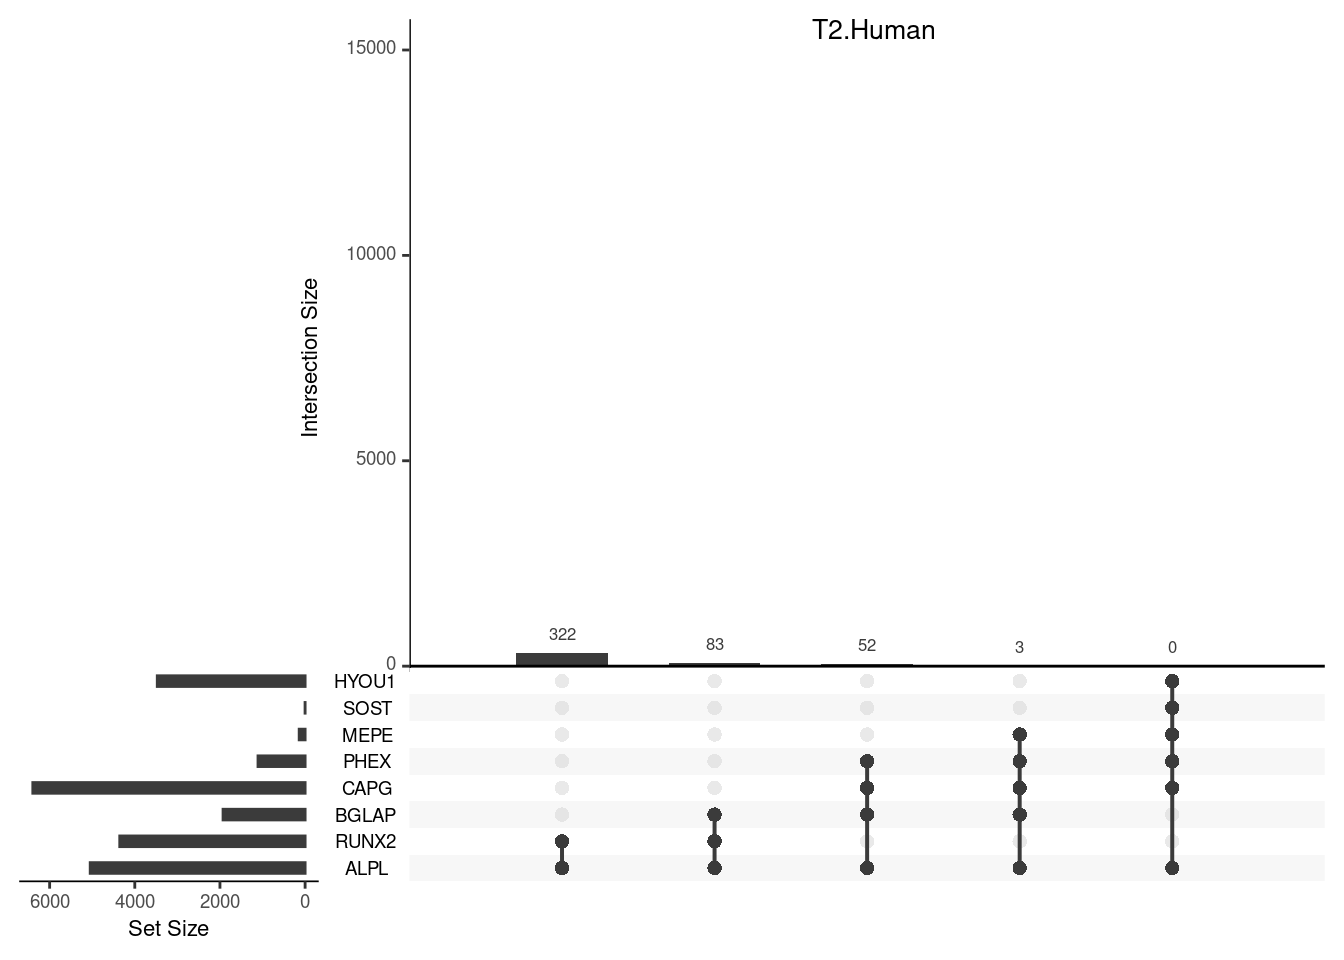 T2.Human
15000
10000
5000
0
Intersection Size
322
83
52
3
0
HYOU1
SOST
MEPE
PHEX
CAPG
BGLAP
RUNX2
ALPL
6000 4000 2000 0
Set Size